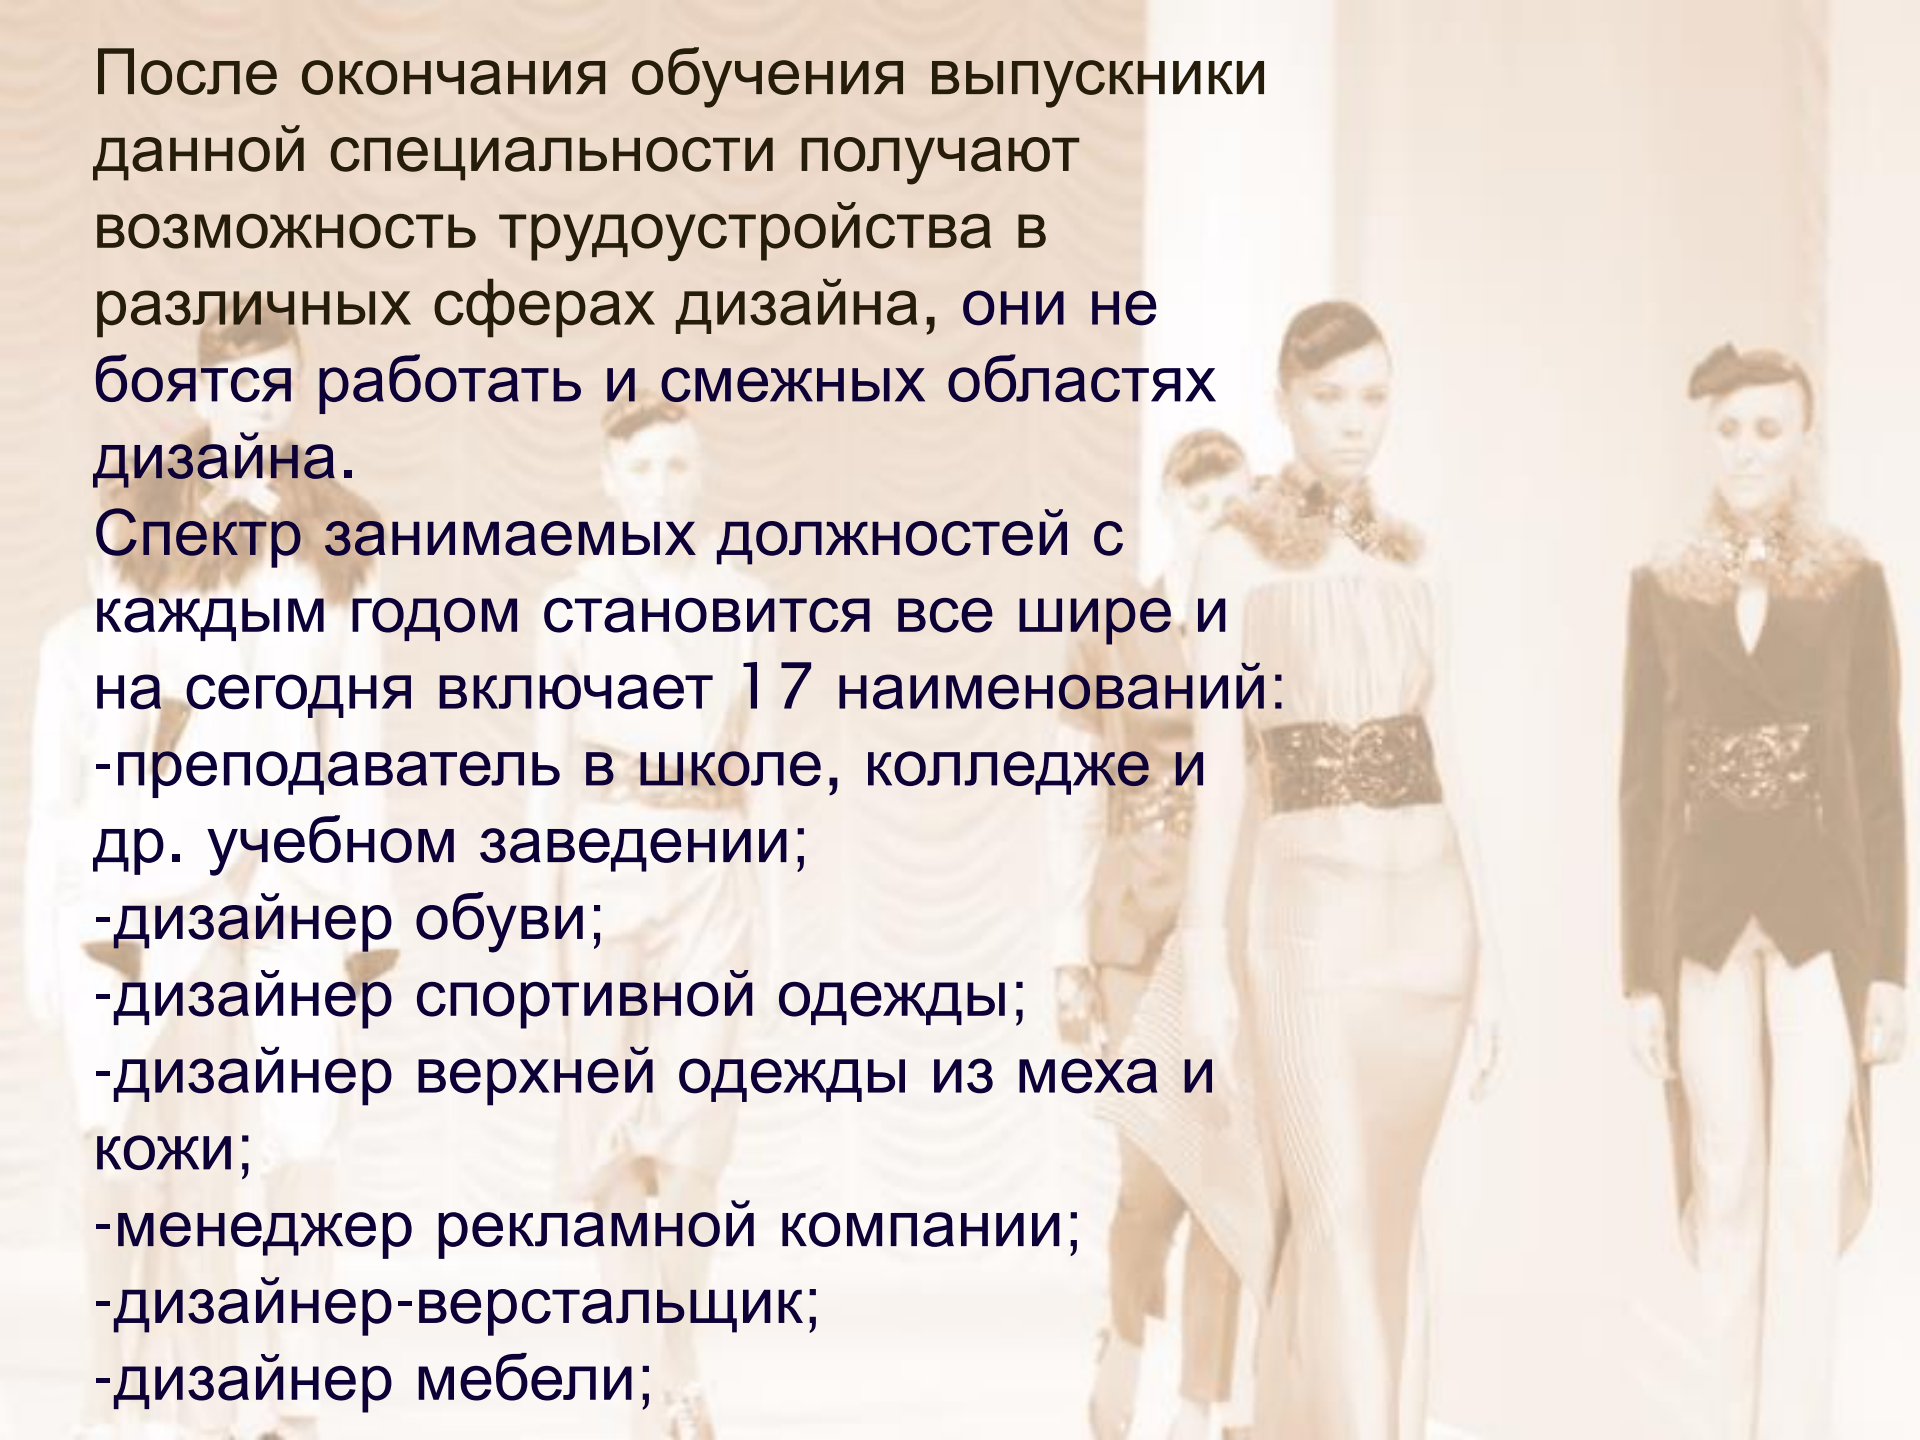 После окончания обучения выпускники
данной специальности получают
возможность трудоустройства в
различных сферах дизайна, они не
боятся работать и смежных областях
дизайна.
Спектр занимаемых должностей с
каждым годом становится все шире и
на сегодня включает 17 наименований:
-преподаватель в школе, колледже и
др. учебном заведении;
-дизайнер обуви;
-дизайнер спортивной одежды;
-дизайнер верхней одежды из меха и
кожи;
-менеджер рекламной компании;
-дизайнер-верстальщик;
-дизайнер мебели;